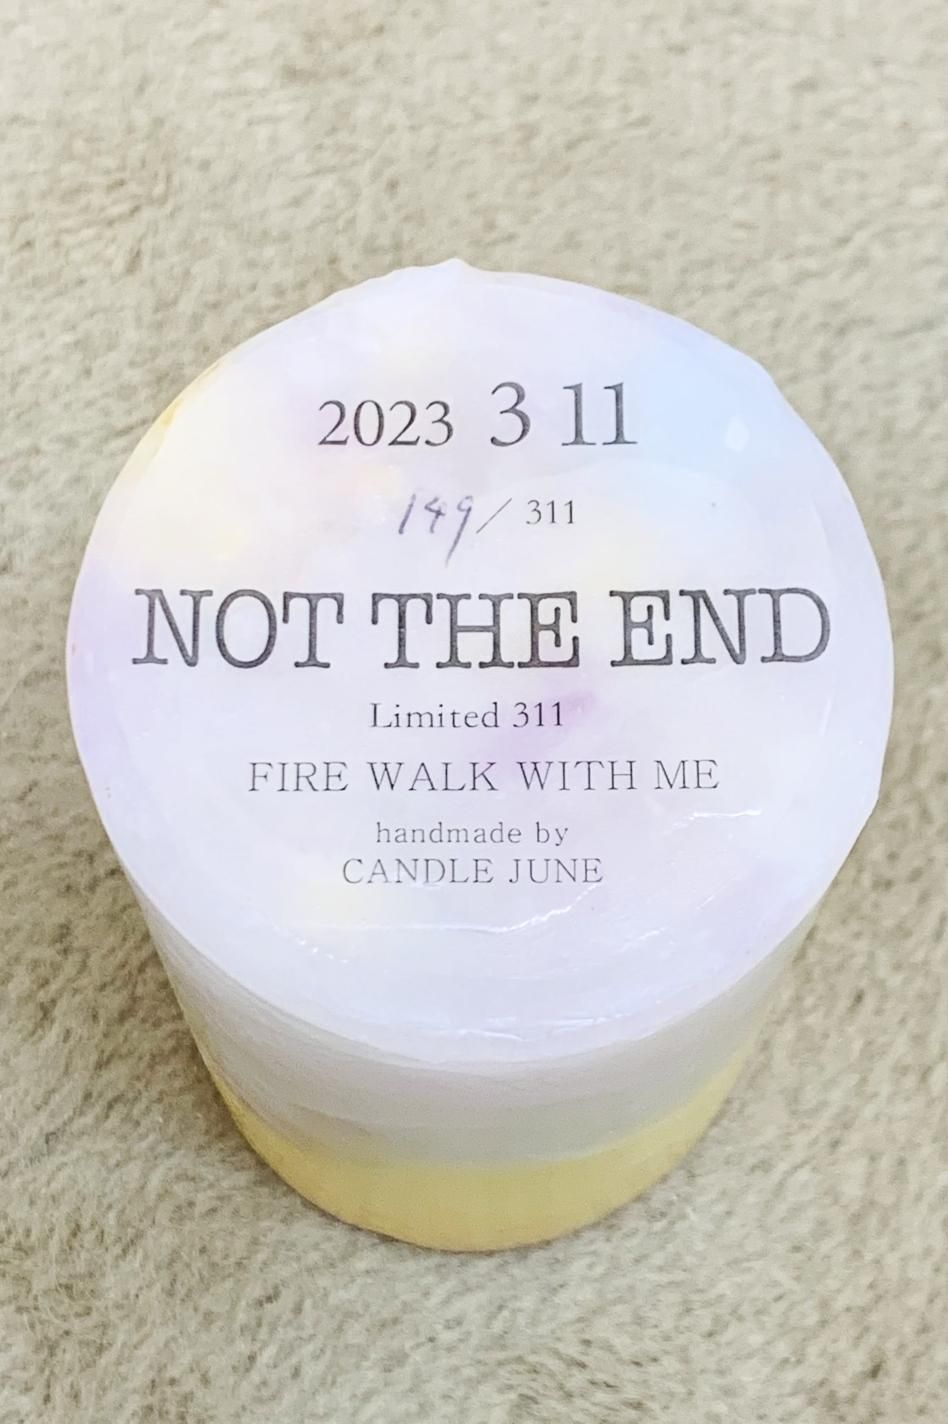 2023 3 11
149/ 311
NOT THE END
Limited 311
FIRE WALK WITH ME
handmade by
CANDLE JUNE